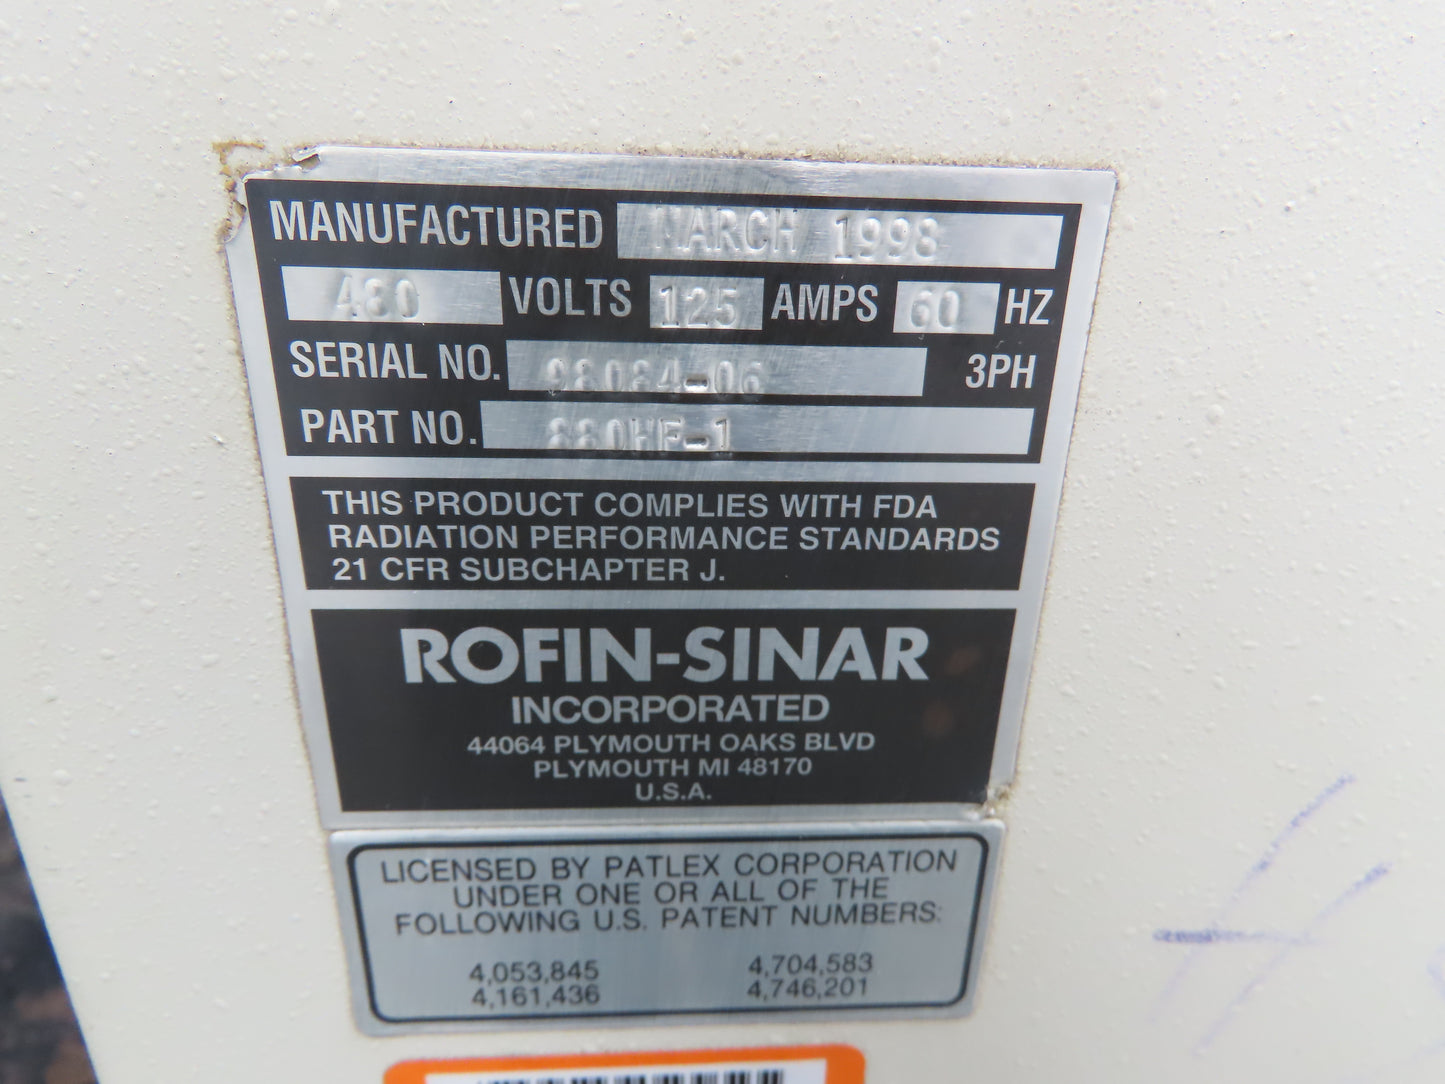 MANUFACTURED MARCH 1998
480 VOLTS 125 AMPS 60 HZ
SERIAL NO. 98084-06 3PH
PART NO. 880HF-1
THIS PRODUCT COMPLIES WITH FDA
RADIATION PERFORMANCE STANDARDS
21 CFR SUBCHAPTER J.
ROFIN-SINAR
INCORPORATED
44064 PLYMOUTH OAKS BLVD
PLYMOUTH MI 48170
U.S.A.
LICENSED BY PATLEX CORPORATION
UNDER ONE OR ALL OF THE
FOLLOWING U.S. PATENT NUMBERS:
4,053,845 4,704,583
4,161,436 4,746,201